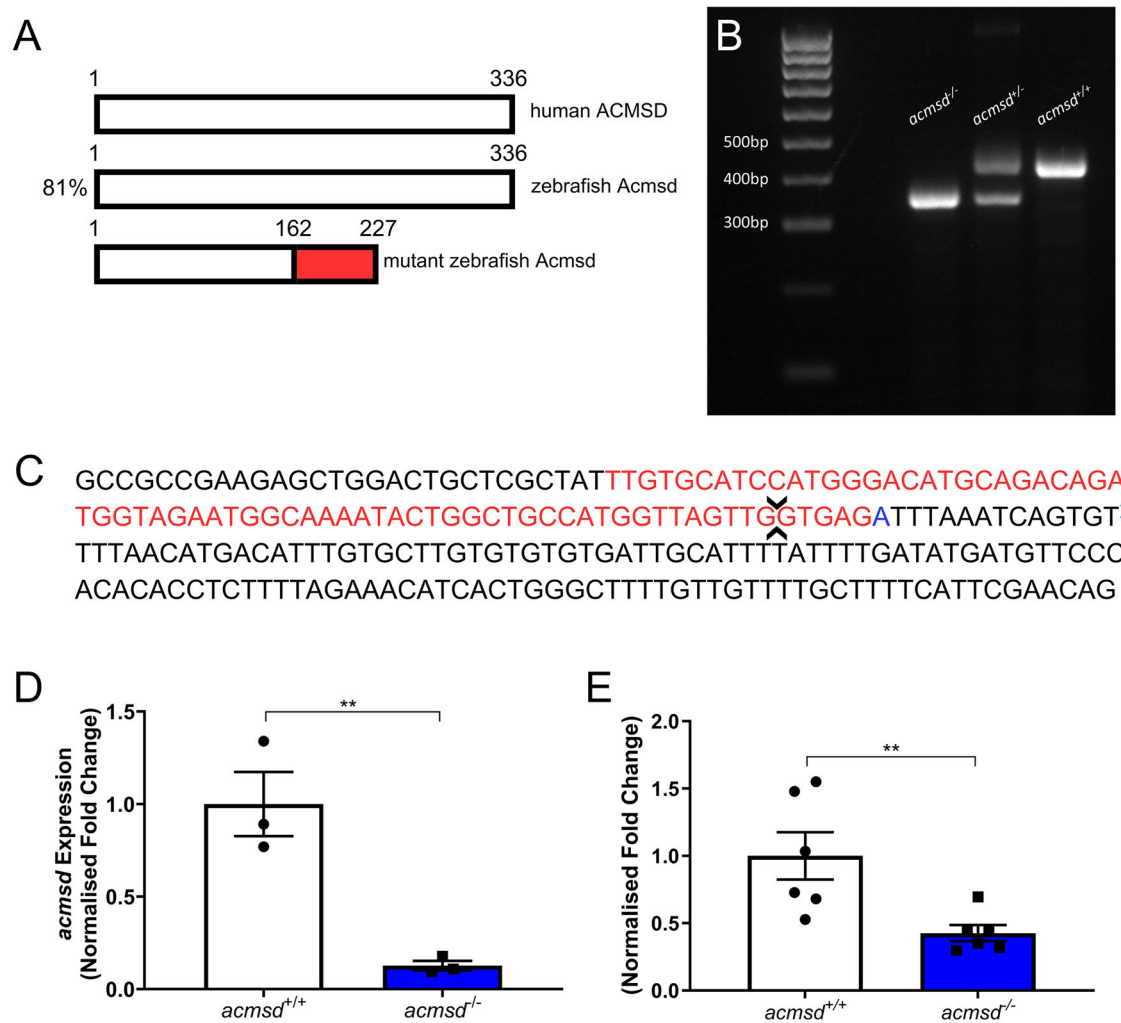 A
1 336
human ACMSD
1 336
81% zebrafish Acmsd
1 162 227
mutant zebrafish Acmsd
B
acmsd-/-
acmsd+/-
acmsd+/+
500bp
400bp
300bp
C
GCCGCCGAAGAGCTGGACTGCTCGCTATTTGTGCATCCATGGGACATGCAGACAGA
TGGTAGAATGGCAAAATACTGGCTGCCATGGTTAGTTGGTGAGATTTAAATCAGTGT
TTTAACATGACATTTGTGCTTGTGTGTGTGATTGCATTTTATTTTGATATGATGTTCCC
ACACACCTCTTTTAGAAACATCACTGGGCTTTTGTTGTTTTGCTTTTCATTCGAACAG
D
acmsd Expression
(Normalised Fold Change)
1.5
1.0
0.5
0.0
**
acmsd+/+
acmsd-/-
E
(Normalised Fold Change)
2.0
1.5
1.0
0.5
0.0
**
acmsd+/+
acmsd-/-